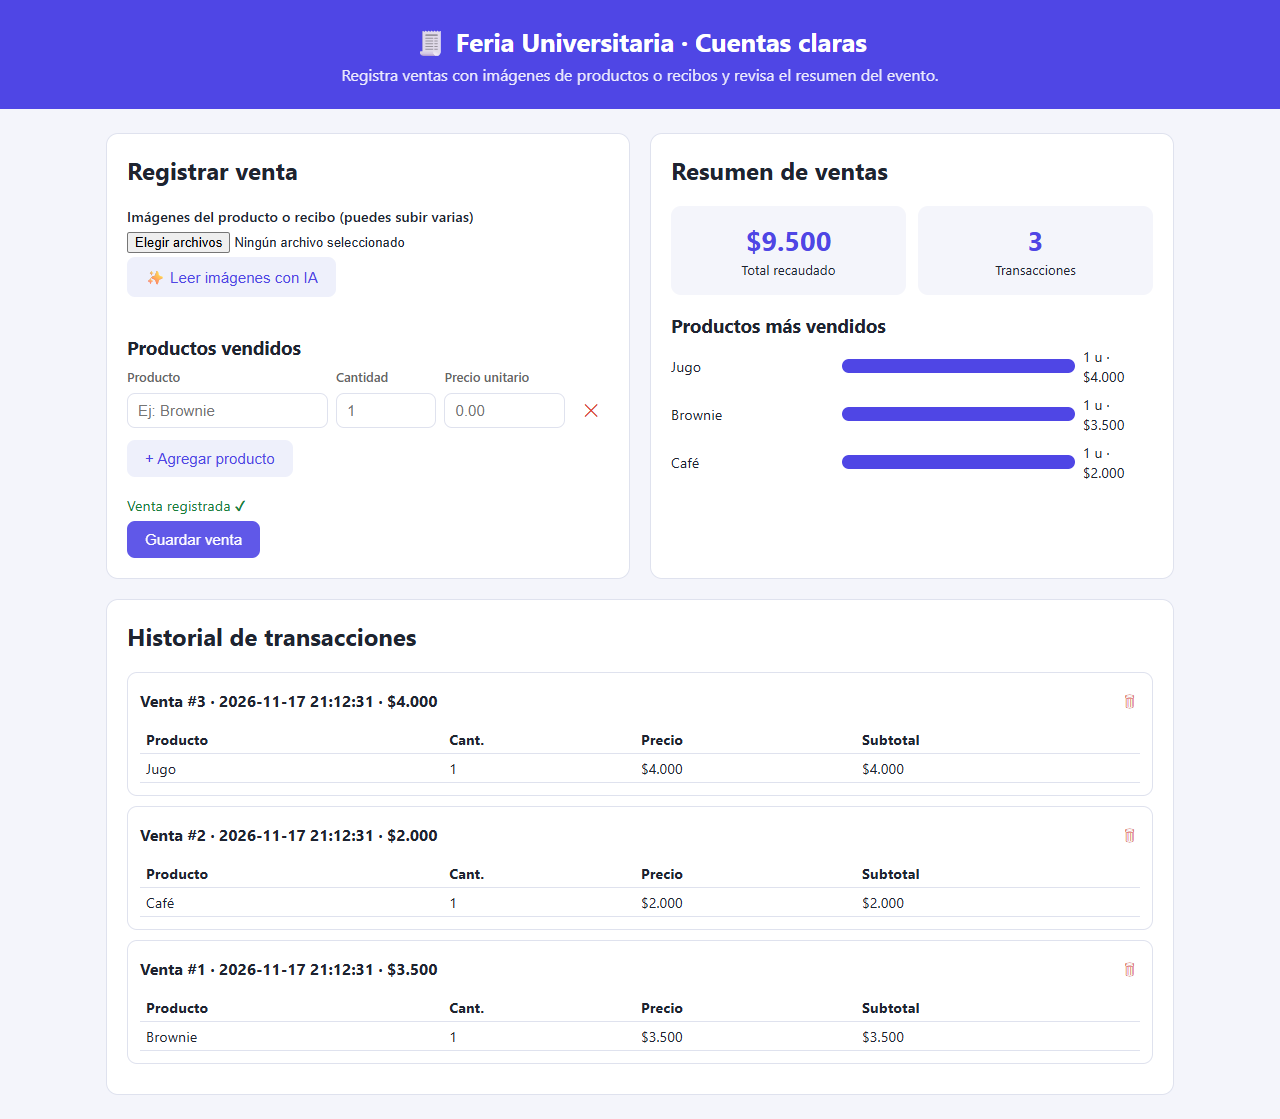 Feria Universitaria · Cuentas claras
Registra ventas con imágenes de productos o recibos y revisa el resumen del evento.
Registrar venta
Imágenes del producto o recibo (puedes subir varias)
Elegir archivos Ningún archivo seleccionado
✨ Leer imágenes con IA
Productos vendidos
Producto Cantidad Precio unitario
Ej: Brownie 1 0.00 ✕
+ Agregar producto
Venta registrada ✓
Guardar venta
Resumen de ventas
$9.500 3
Total recaudado Transacciones
Productos más vendidos
Jugo 1 u ·
$4.000
Brownie 1 u ·
$3.500
Café 1 u ·
$2.000
Historial de transacciones
Venta #3 · 2026-11-17 21:12:31 · $4.000
Producto Cant. Precio Subtotal
Jugo 1 $4.000 $4.000
Venta #2 · 2026-11-17 21:12:31 · $2.000
Producto Cant. Precio Subtotal
Café 1 $2.000 $2.000
Venta #1 · 2026-11-17 21:12:31 · $3.500
Producto Cant. Precio Subtotal
Brownie 1 $3.500 $3.500